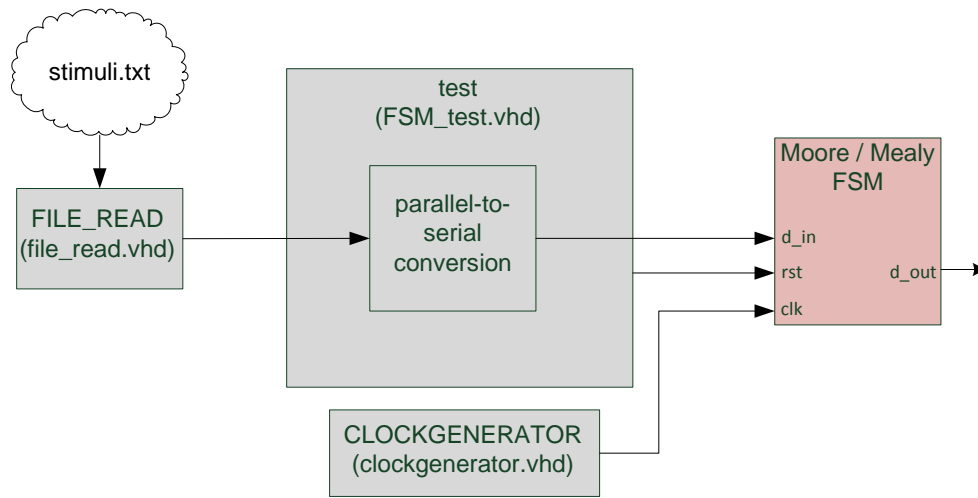 stimuli.txt
FILE_READ
(file_read.vhd)
test
(FSM_test.vhd)
parallel-to-
serial
conversion
Moore / Mealy
FSM
d_in
rst
clk
d_out
CLOCKGENERATOR
(clockgenerator.vhd)